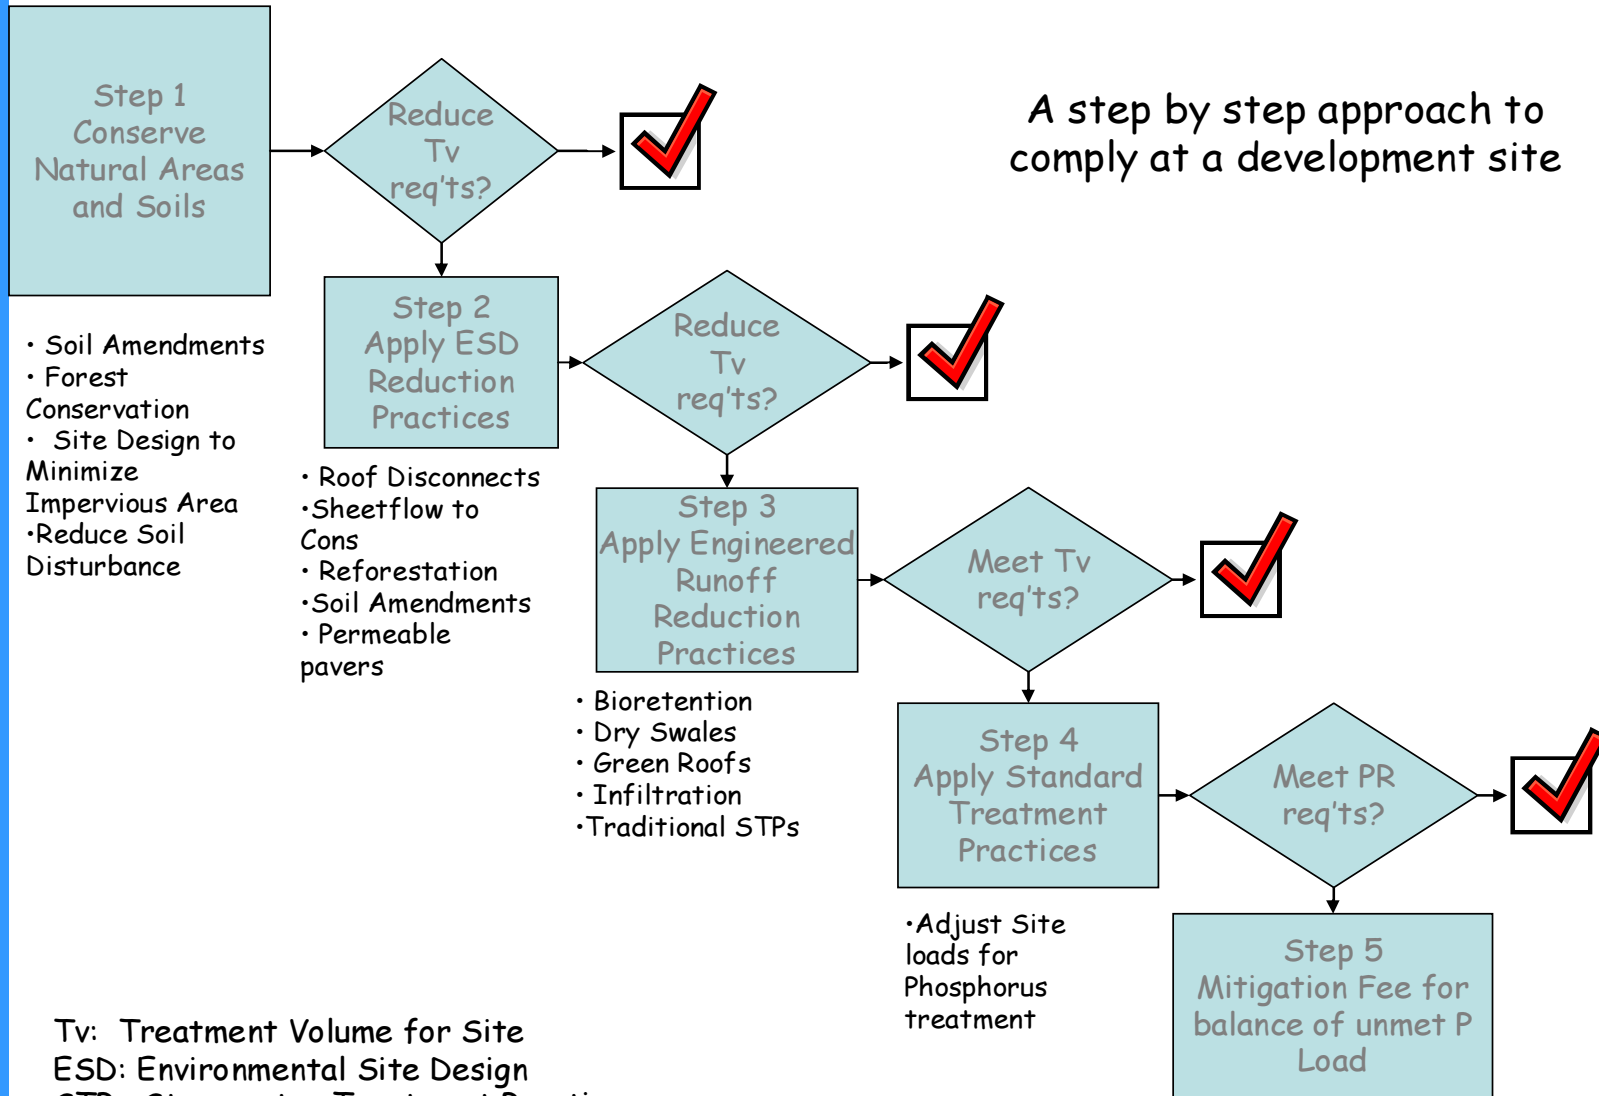 A step by step approach to
comply at a development site
Step 1
Conserve
Natural Areas
and Soils
Reduce
Tv
req'ts?
• Soil Amendments
• Forest
Conservation
• Site Design to
Minimize
Impervious Area
•Reduce Soil
Disturbance
Step 2
Apply ESD
Reduction
Practices
Reduce
Tv
req'ts?
• Roof Disconnects
•Sheetflow to
Cons
• Reforestation
•Soil Amendments
• Permeable
pavers
Step 3
Apply Engineered
Runoff
Reduction
Practices
Meet Tv
req'ts?
• Bioretention
• Dry Swales
• Green Roofs
• Infiltration
•Traditional STPs
Step 4
Apply Standard
Treatment
Practices
Meet PR
req'ts?
•Adjust Site
loads for
Phosphorus
treatment
Step 5
Mitigation Fee for
balance of unmet P
Load
Tv: Treatment Volume for Site
ESD: Environmental Site Design